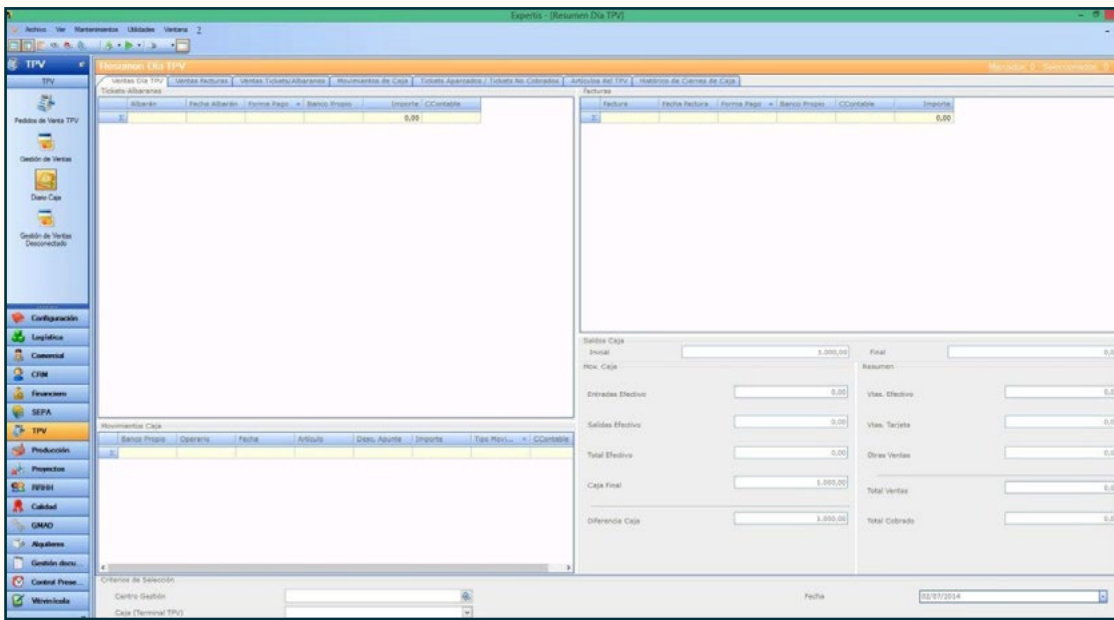 Expertis - [Resumen Día TPV]
Archivo Ver Mantenimientos Utilidades Ventana ?
TPV
Resumen Día TPV
Mostrados: 0 Seleccionados: 0
TPV
Pedidos de Venta TPV
Gestión de Ventas
Diario Caja
Gestión de Ventas Desconectado
Configuración
Logística
Comercial
CRM
Financiero
SEPA
TPV
Producción
Proyectos
RRHH
Calidad
GMAO
Alquileres
Gestión docu...
Control Prese...
Vitivinícola
Ventas Día TPV Ventas Facturas Ventas Tickets/Albaranes Movimientos de Caja Tickets Aparcados / Tickets No Cobrados Artículos del TPV Histórico de Cierres de Caja
Tickets Albaranes
Albarán Fecha Albarán Forma Pago Banco Propio Importe CContable
Σ 0,00
Facturas
Factura Fecha Factura Forma Pago Banco Propio CContable Importe
Σ 0,00
Movimientos Caja
Banco Propio Operario Fecha Artículo Desc. Apunte Importe Tipo Movi... CContable
Σ
Saldos Caja
Inicial 1.000,00 Final
Mov. Caja
Entradas Efectivo 0,00
Salidas Efectivo 0,00
Total Efectivo 0,00
Caja Final 1.000,00
Diferencia Caja 1.000,00
Resumen
Vtas. Efectivo
Vtas. Tarjeta
Otras Ventas
Total Ventas
Total Cobrado
Criterios de Selección
Centro Gestión
Caja (Terminal TPV)
Fecha 02/07/2014